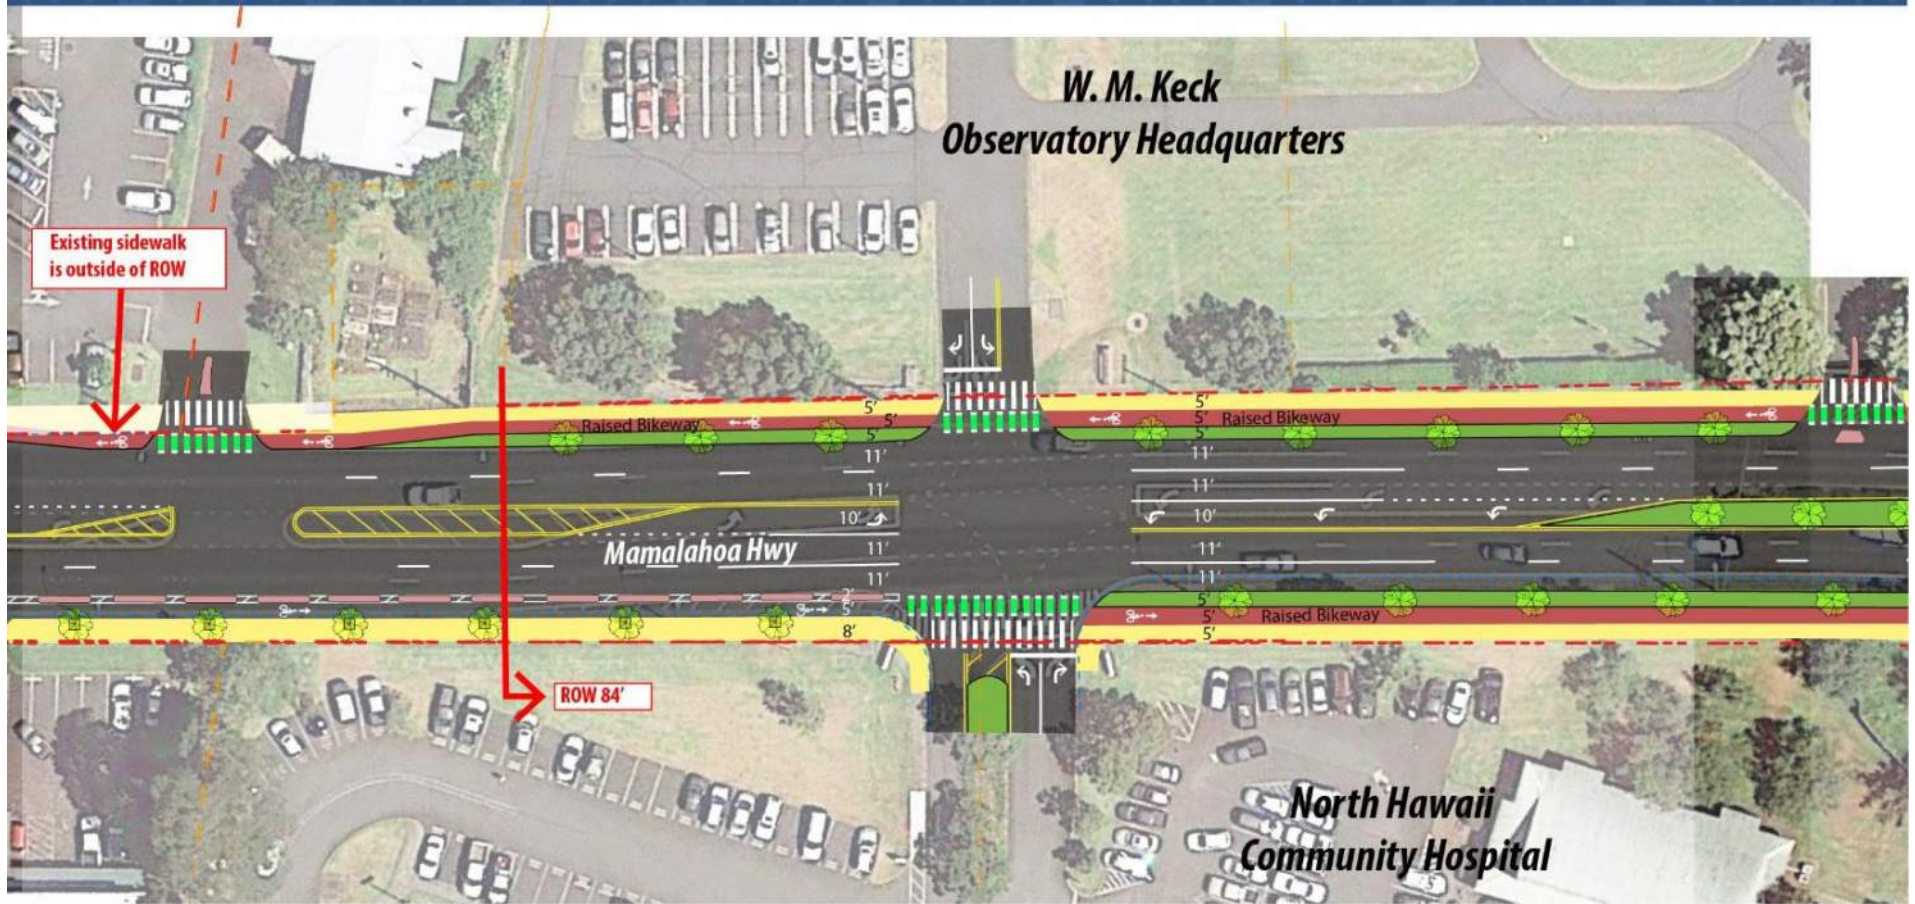 W. M. Keck
Observatory Headquarters
Existing sidewalk
is outside of ROW
5'
Raised Bikeway
5'
5'
11'
11'
10'
Mamalahoa Hwy
11'
11'
2'
5'
8'
5'
5'
Raised Bikeway
5'
11'
11'
10'
11'
11'
5'
5'
Raised Bikeway
5'
ROW 84'
North Hawaii
Community Hospital